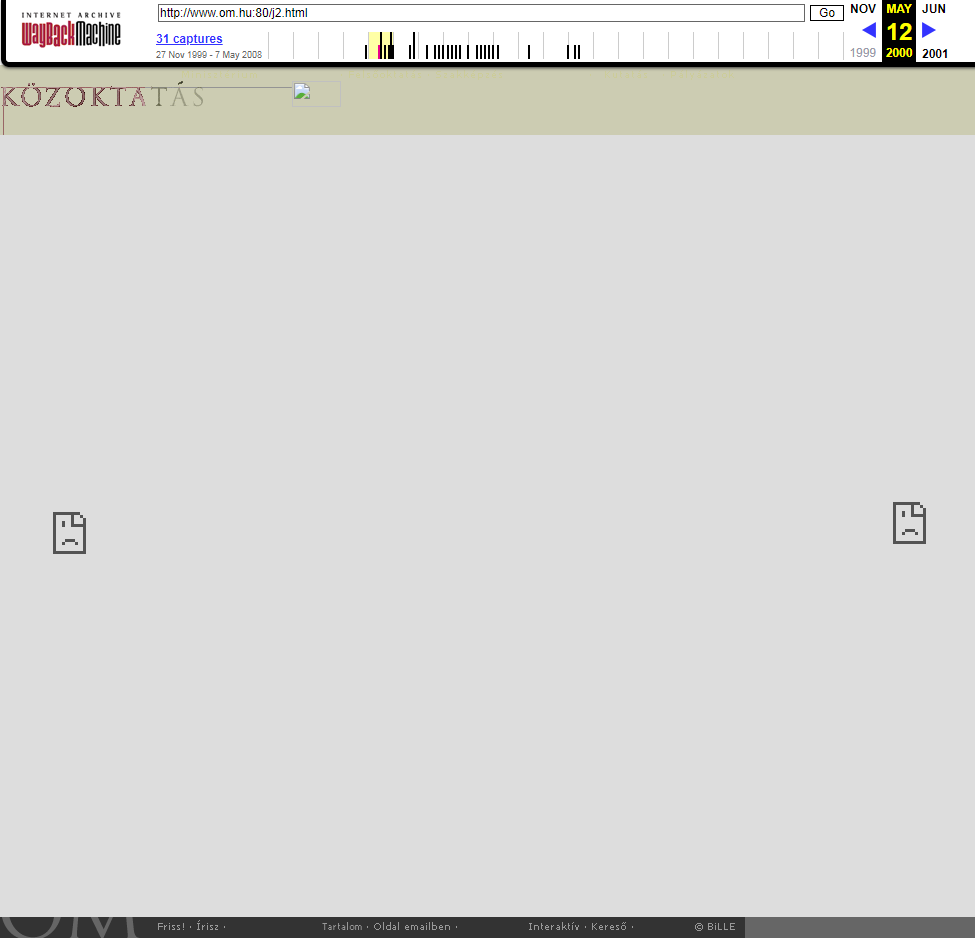 INTERNET ARCHIVE
WayBackMachine
http://www.om.hu:80/j2.html
Go
31 captures
27 Nov 1999 - 7 May 2008
NOV MAY JUN
12
1999 2000 2001
KÖZOKTATÁS
OM
Friss! · Írisz · Tartalom · Oldal emailben · Interaktív · Kereső · © BiLLE